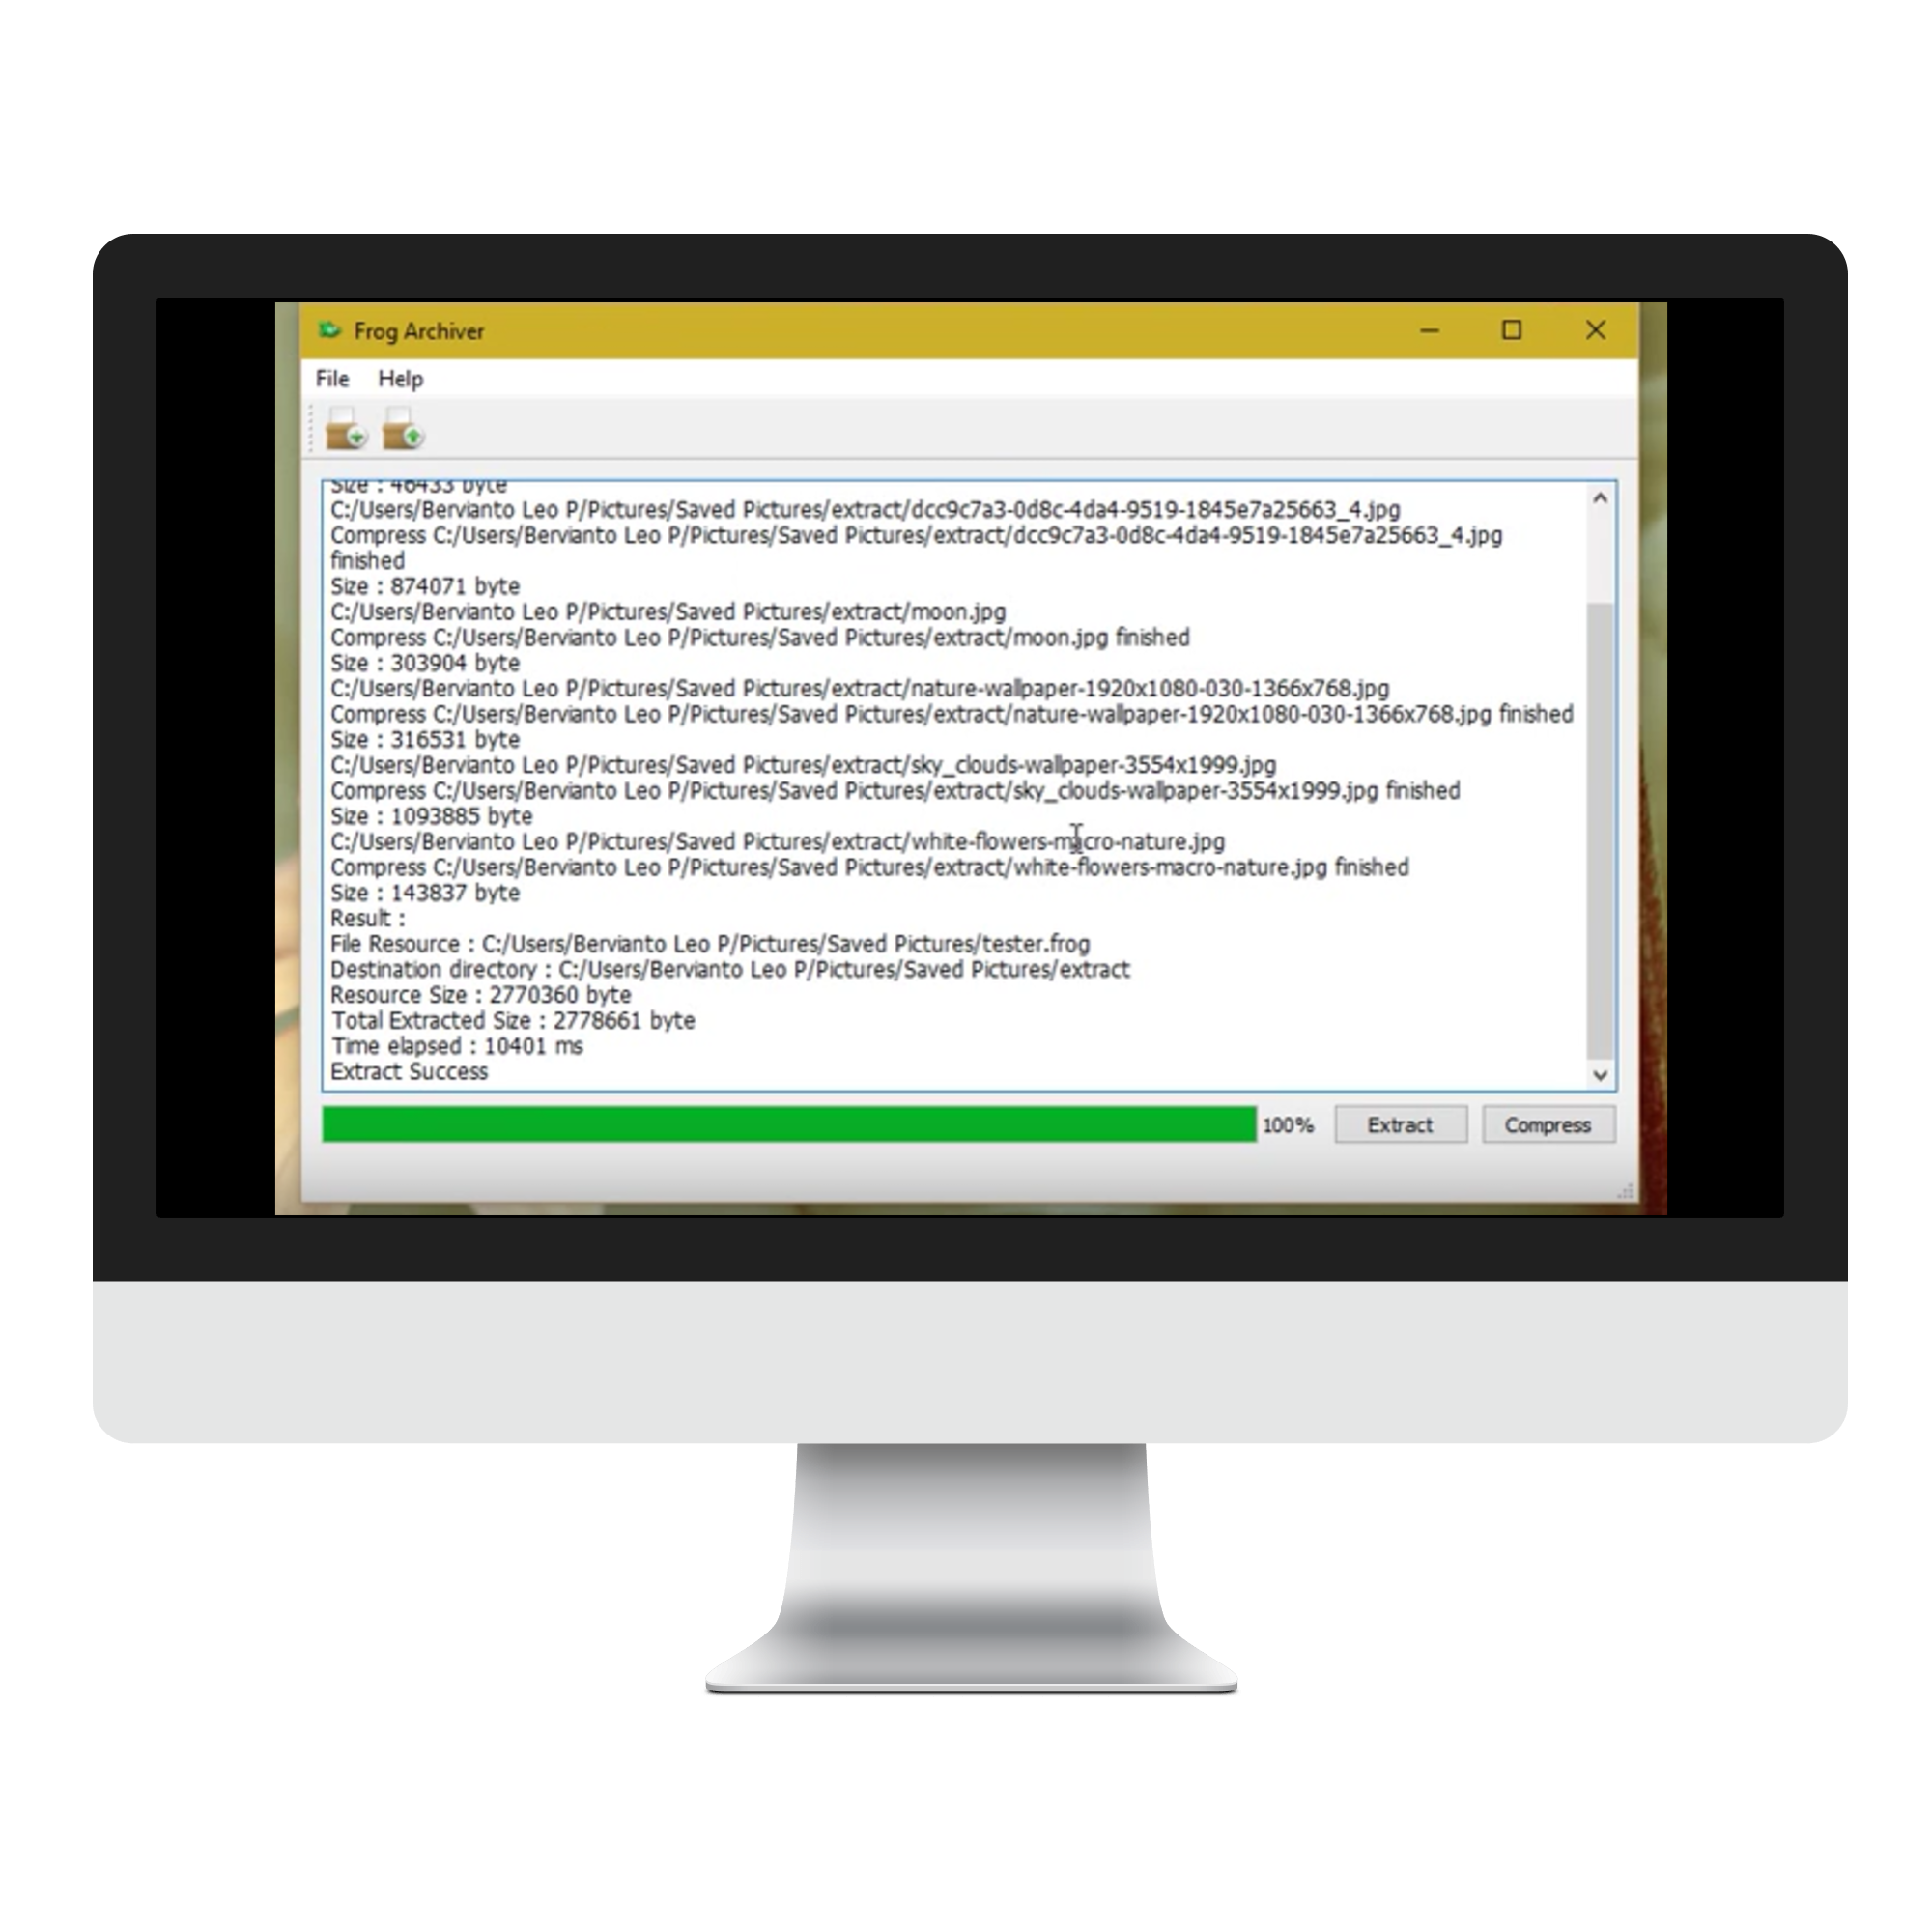 Frog Archiver
File Help
Size : 46433 byte
C:/Users/Bervianto Leo P/Pictures/Saved Pictures/extract/dcc9c7a3-0d8c-4da4-9519-1845e7a25663_4.jpg
Compress C:/Users/Bervianto Leo P/Pictures/Saved Pictures/extract/dcc9c7a3-0d8c-4da4-9519-1845e7a25663_4.jpg
finished
Size : 874071 byte
C:/Users/Bervianto Leo P/Pictures/Saved Pictures/extract/moon.jpg
Compress C:/Users/Bervianto Leo P/Pictures/Saved Pictures/extract/moon.jpg finished
Size : 303904 byte
C:/Users/Bervianto Leo P/Pictures/Saved Pictures/extract/nature-wallpaper-1920x1080-030-1366x768.jpg
Compress C:/Users/Bervianto Leo P/Pictures/Saved Pictures/extract/nature-wallpaper-1920x1080-030-1366x768.jpg finished
Size : 316531 byte
C:/Users/Bervianto Leo P/Pictures/Saved Pictures/extract/sky_clouds-wallpaper-3554x1999.jpg
Compress C:/Users/Bervianto Leo P/Pictures/Saved Pictures/extract/sky_clouds-wallpaper-3554x1999.jpg finished
Size : 1093885 byte
C:/Users/Bervianto Leo P/Pictures/Saved Pictures/extract/white-flowers-macro-nature.jpg
Compress C:/Users/Bervianto Leo P/Pictures/Saved Pictures/extract/white-flowers-macro-nature.jpg finished
Size : 143837 byte
Result :
File Resource : C:/Users/Bervianto Leo P/Pictures/Saved Pictures/tester.frog
Destination directory : C:/Users/Bervianto Leo P/Pictures/Saved Pictures/extract
Resource Size : 2770360 byte
Total Extracted Size : 2778661 byte
Time elapsed : 10401 ms
Extract Success
100% Extract Compress